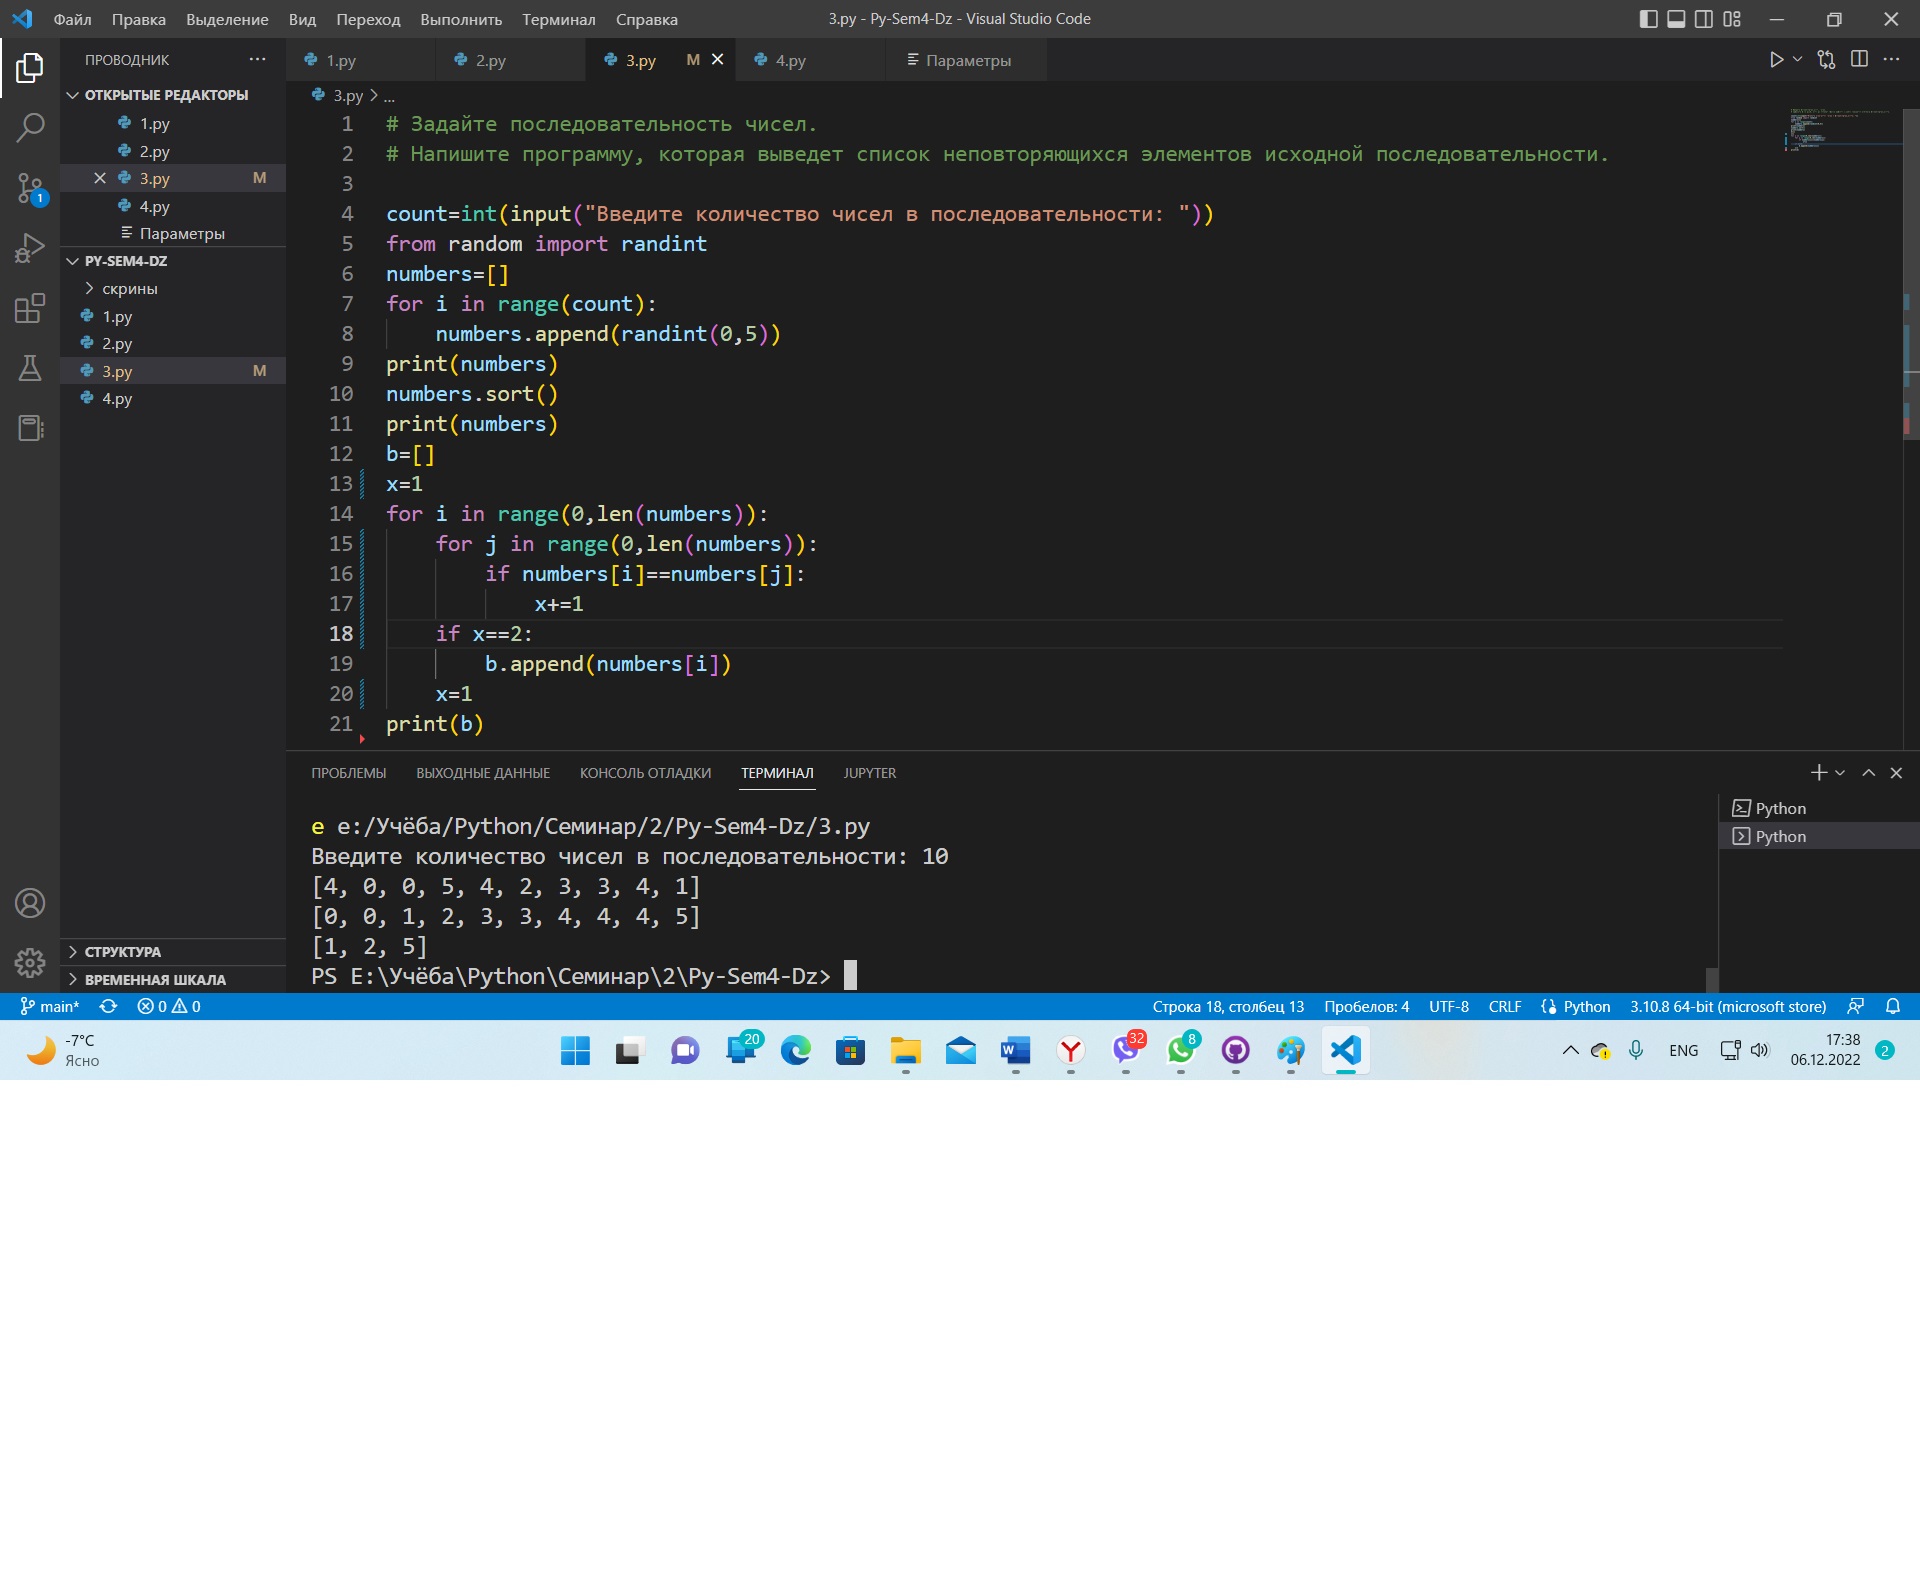 Файл Правка Выделение Вид Переход Выполнить Терминал Справка
3.py - Py-Sem4-Dz - Visual Studio Code
ПРОВОДНИК
ОТКРЫТЫЕ РЕДАКТОРЫ
1.py
2.py
3.py M
4.py
Параметры
PY-SEM4-DZ
скрины
1.py
2.py
3.py M
4.py
СТРУКТУРА
ВРЕМЕННАЯ ШКАЛА
1.py 2.py 3.py M 4.py Параметры
3.py > ...
1 # Задайте последовательность чисел.
2 # Напишите программу, которая выведет список неповторяющихся элементов исходной последовательности.
3
4 count=int(input("Введите количество чисел в последовательности: "))
5 from random import randint
6 numbers=[]
7 for i in range(count):
8 numbers.append(randint(0,5))
9 print(numbers)
10 numbers.sort()
11 print(numbers)
12 b=[]
13 x=1
14 for i in range(0,len(numbers)):
15 for j in range(0,len(numbers)):
16 if numbers[i]==numbers[j]:
17 x+=1
18 if x==2:
19 b.append(numbers[i])
20 x=1
21 print(b)
ПРОБЛЕМЫ ВЫХОДНЫЕ ДАННЫЕ КОНСОЛЬ ОТЛАДКИ ТЕРМИНАЛ JUPYTER
e e:/Учёба/Python/Семинар/2/Py-Sem4-Dz/3.py
Введите количество чисел в последовательности: 10
[4, 0, 0, 5, 4, 2, 3, 3, 4, 1]
[0, 0, 1, 2, 3, 3, 4, 4, 4, 5]
[1, 2, 5]
PS E:\Учёба\Python\Семинар\2\Py-Sem4-Dz>
Python
Python
main* 0 0 Строка 18, столбец 13 Пробелов: 4 UTF-8 CRLF Python 3.10.8 64-bit (microsoft store)
-7°C
Ясно
20 32 8
ENG
17:38
06.12.2022
2
1